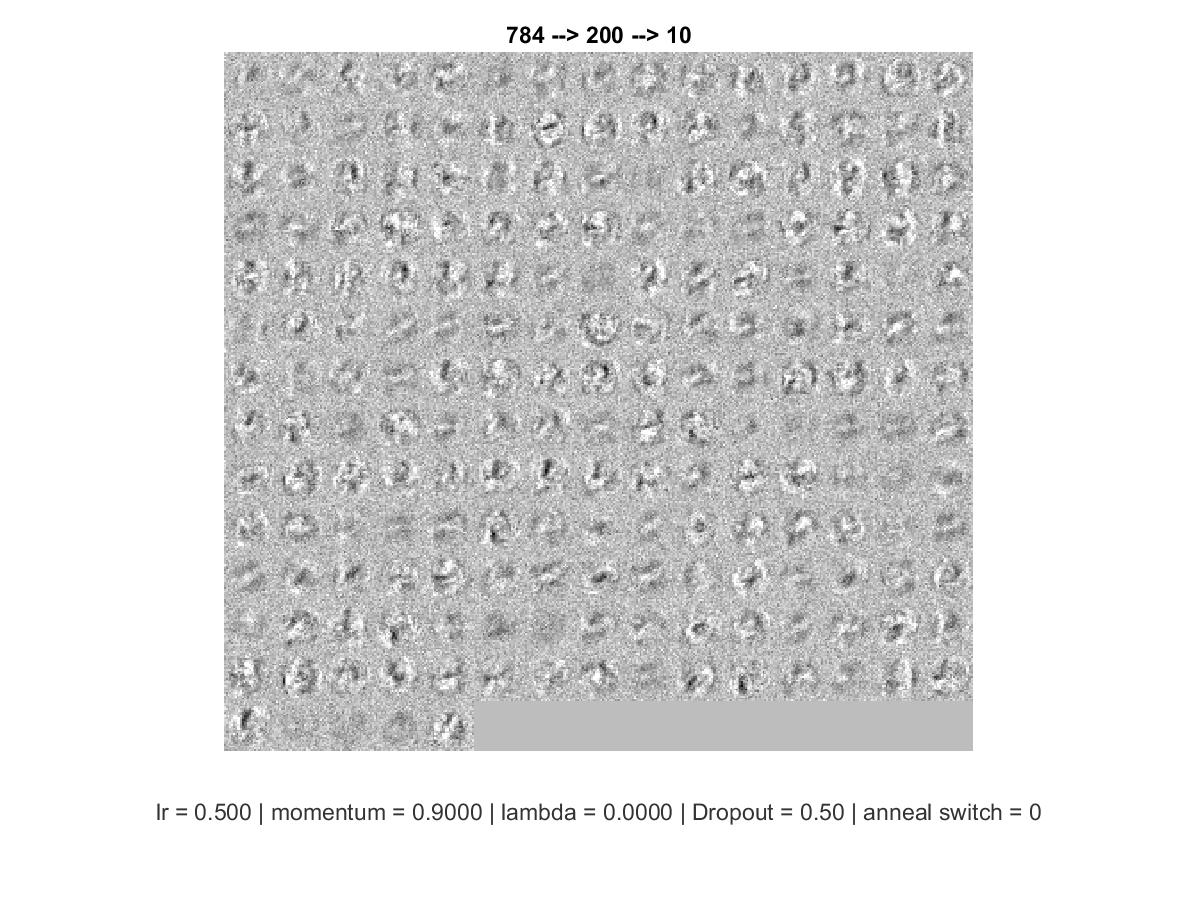 784 --> 200 --> 10
lr = 0.500 | momentum = 0.9000 | lambda = 0.0000 | Dropout = 0.50 | anneal switch = 0